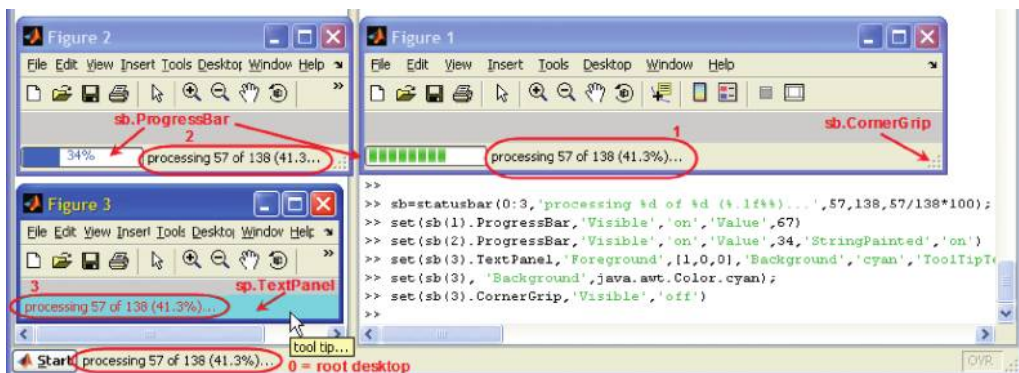 Figure 2
File Edit View Insert Tools Desktop Window Help
sb.ProgressBar
2
34%
processing 57 of 138 (41.3...
Figure 1
File Edit View Insert Tools Desktop Window Help
1
sb.CornerGrip
processing 57 of 138 (41.3%)...
Figure 3
File Edit View Insert Tools Desktop Window Help
3
sp.TextPanel
processing 57 of 138 (41.3%)...
tool tip...
>>
>> sb=statusbar(0:3,'processing %d of %d (%.1f%%)...',57,138,57/138*100);
>> set(sb(1).ProgressBar,'Visible','on','Value',67)
>> set(sb(2).ProgressBar,'Visible','on','Value',34,'StringPainted','on')
>> set(sb(3).TextPanel,'Foreground',[1,0,0],'Background','cyan','ToolTipTe
>> set(sb(3), 'Background',java.awt.Color.cyan);
>> set(sb(3).CornerGrip,'Visible','off')
>>
Start
processing 57 of 138 (41.3%)...
0 = root desktop
OVR